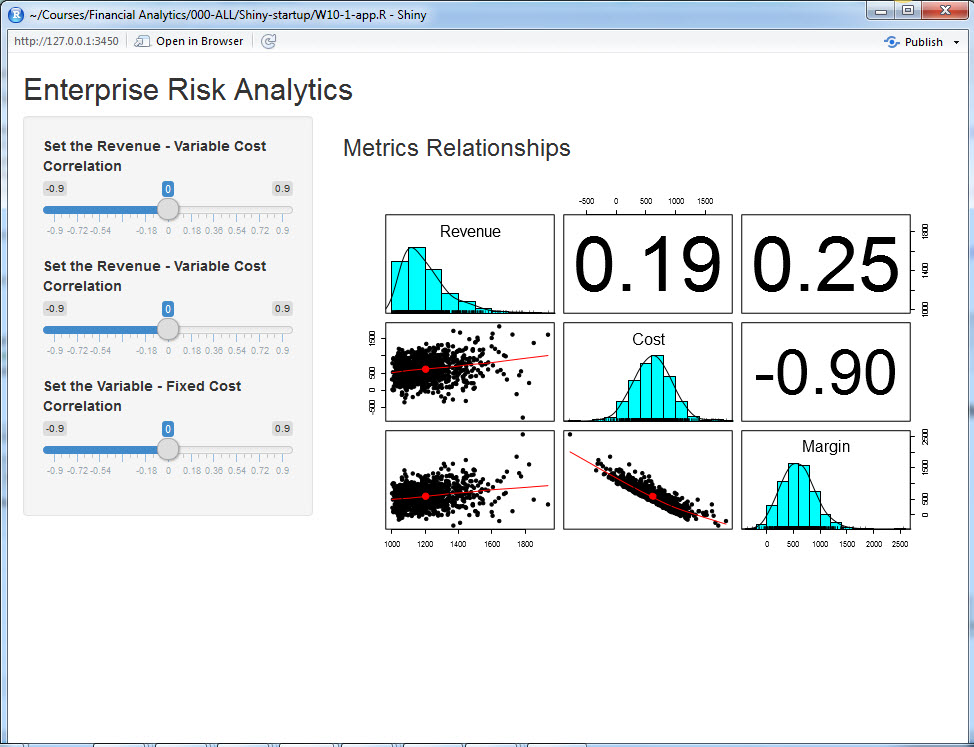 ~/Courses/Financial Analytics/000-ALL/Shiny-startup/W10-1-app.R - Shiny
http://127.0.0.1:3450 Open in Browser Publish
Enterprise Risk Analytics
Set the Revenue - Variable Cost
Correlation
-0.9 0 0.9
-0.9 -0.72 -0.54 -0.18 0 0.18 0.36 0.54 0.72 0.9
Set the Revenue - Variable Cost
Correlation
-0.9 0 0.9
-0.9 -0.72 -0.54 -0.18 0 0.18 0.36 0.54 0.72 0.9
Set the Variable - Fixed Cost
Correlation
-0.9 0 0.9
-0.9 -0.72 -0.54 -0.18 0 0.18 0.36 0.54 0.72 0.9
Metrics Relationships
-500 0 500 1000 1500
Revenue
0.19
0.25
1000 1400 1800
-500 0 500 1500
Cost
-0.90
Margin
0 500 1500 2500
1000 1200 1400 1600 1800
0 500 1000 1500 2000 2500